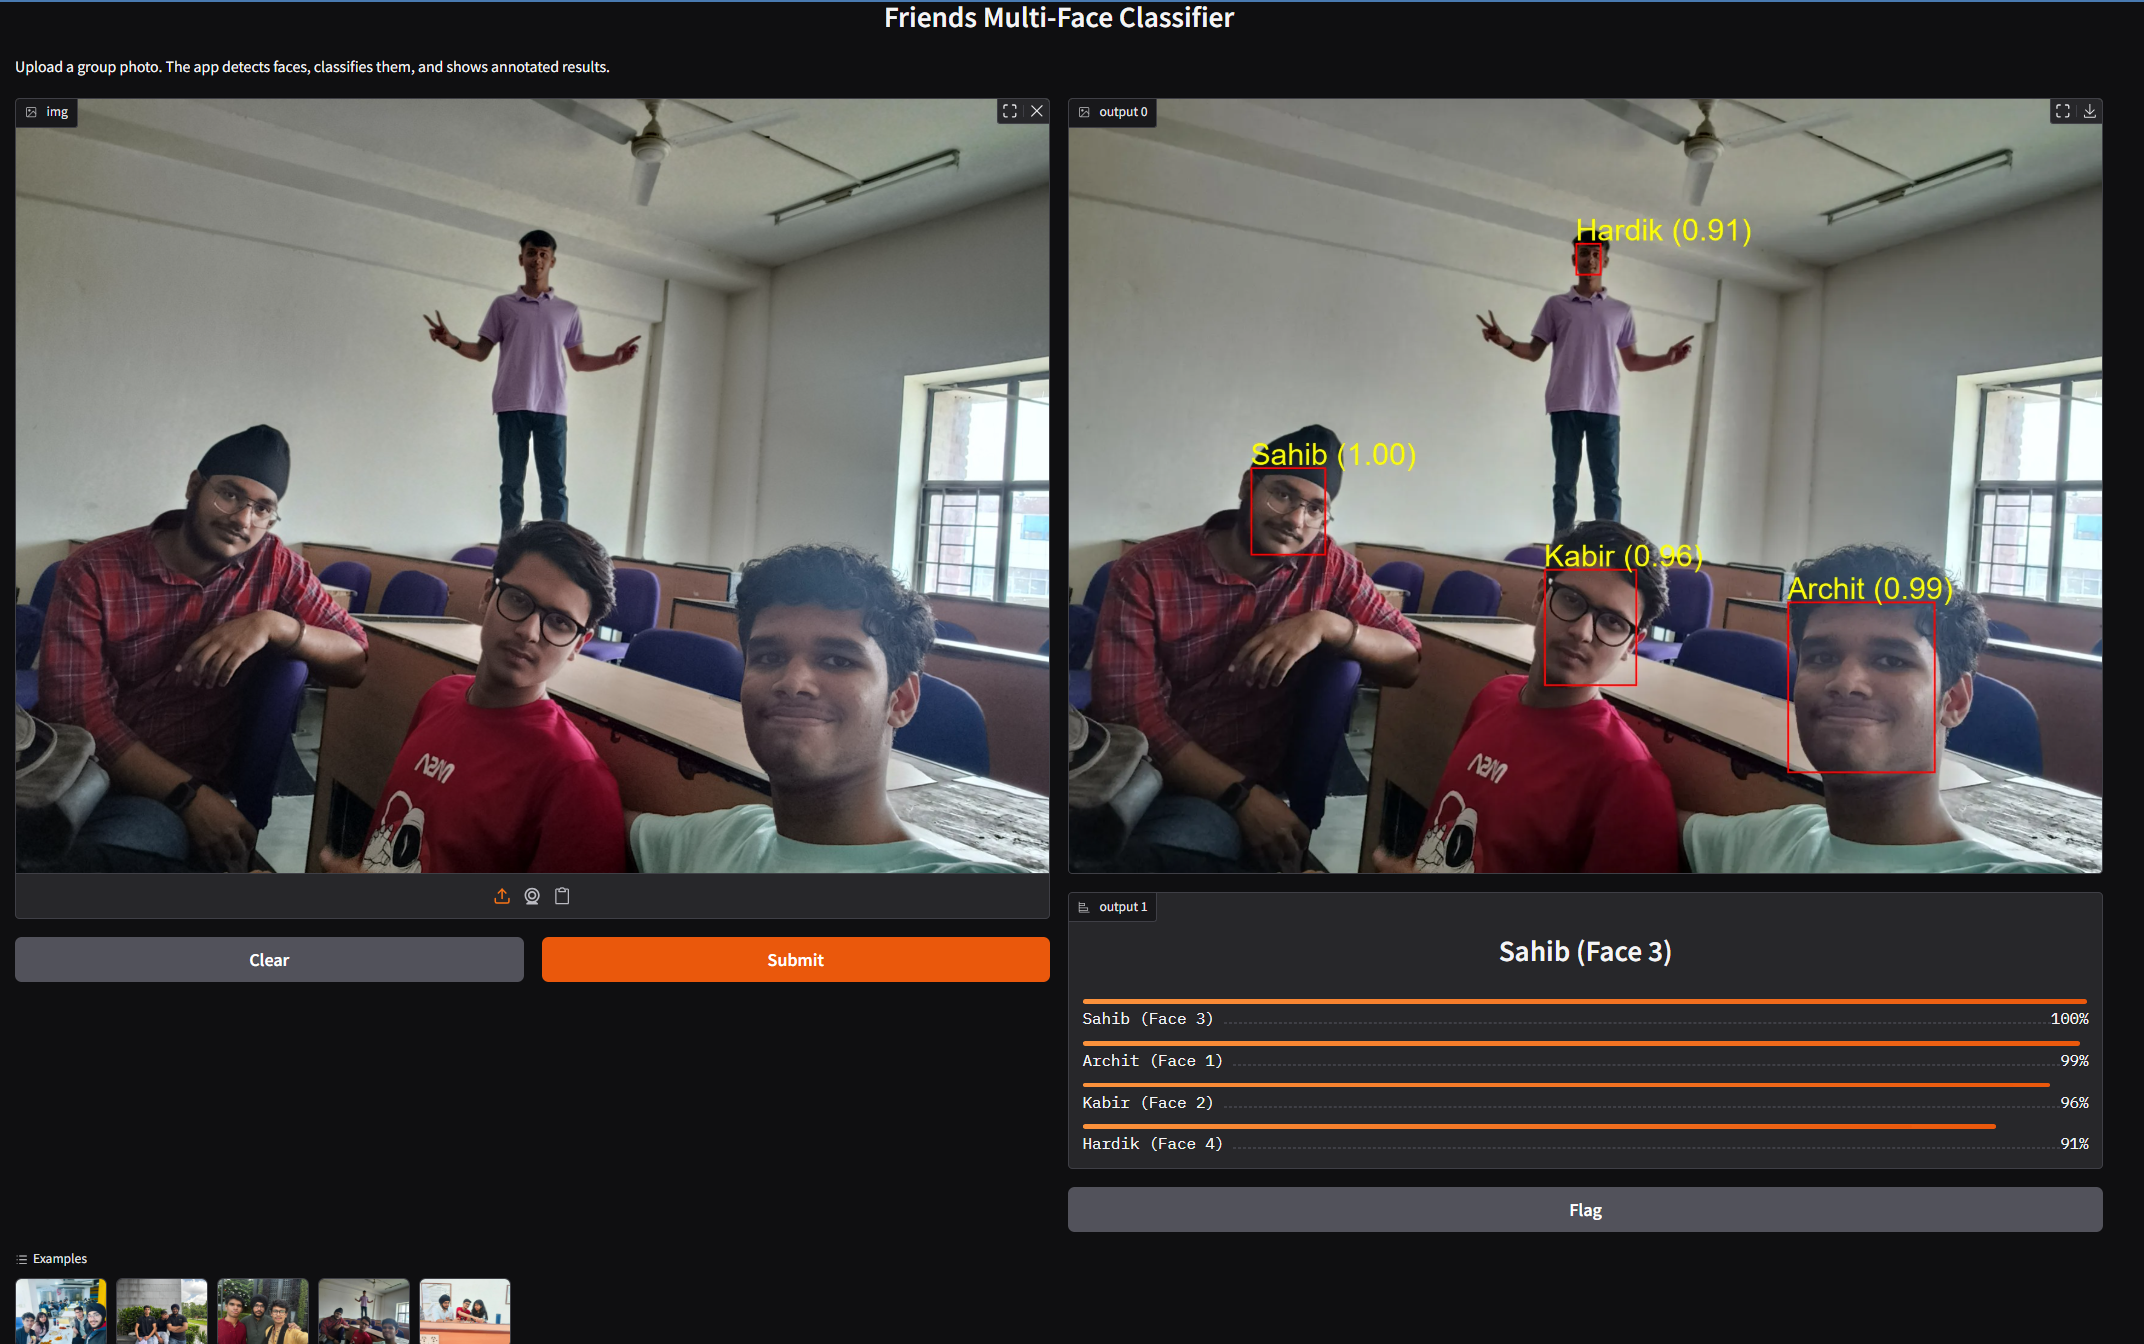 Friends Multi-Face Classifier
Upload a group photo. The app detects faces, classifies them, and shows annotated results.
img
output 0
Hardik (0.91)
Sahib (1.00)
Kabir (0.96)
Archit (0.99)
Clear
Submit
output 1
Sahib (Face 3)
Sahib (Face 3) 100%
Archit (Face 1) 99%
Kabir (Face 2) 96%
Hardik (Face 4) 91%
Flag
Examples